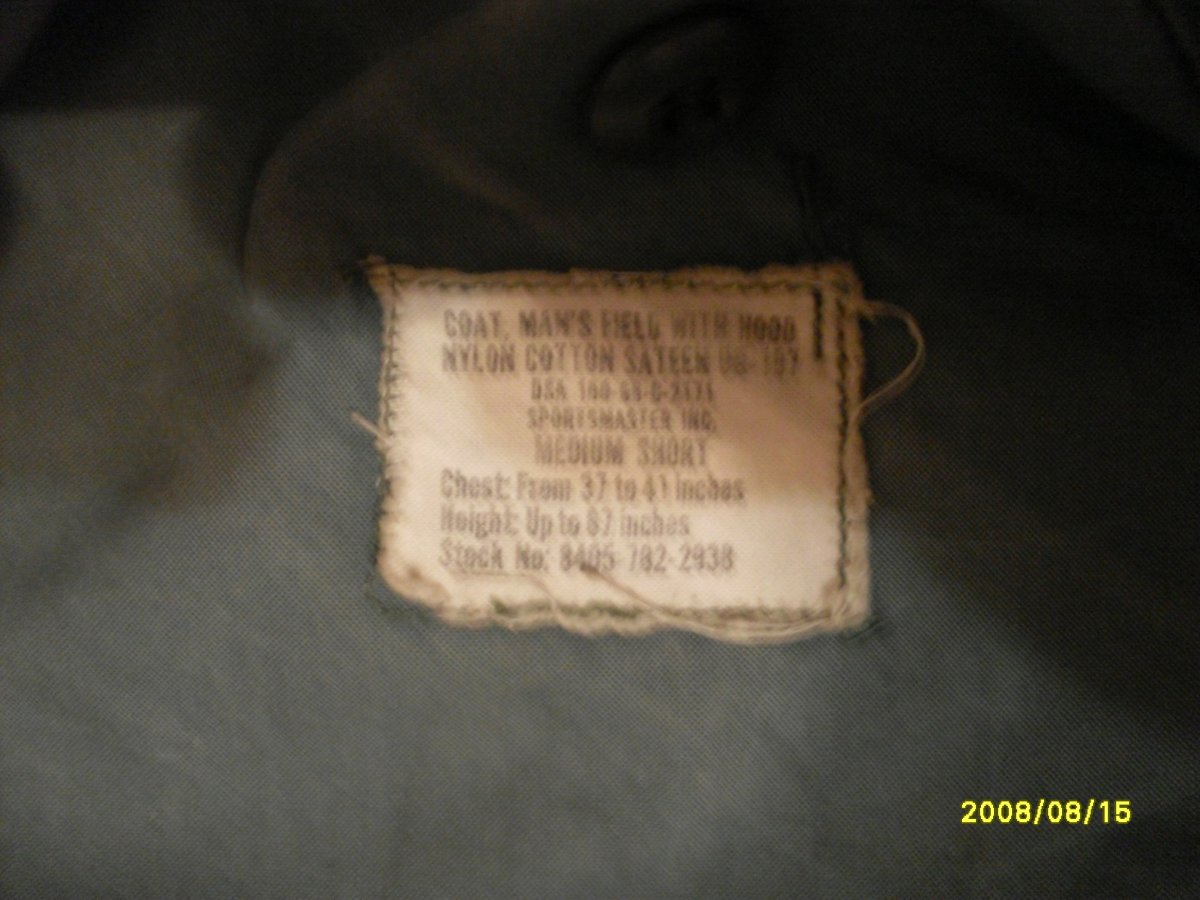 COAT, MAN'S FIELD WITH HOOD
NYLON COTTON SATEEN OG-107
DSA
SPORTSMASTER INC.
MEDIUM SHORT
Chest: From 37 to 41 inches
Height: Up to 67 inches
Stock No: 8405-782-2938
2008/08/15